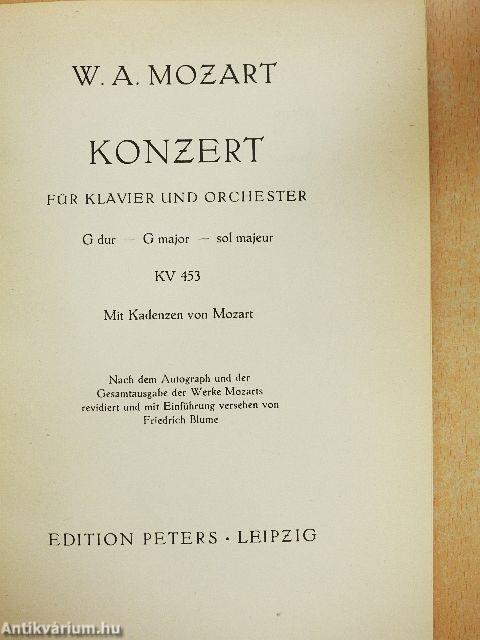 W. A. MOZART
KONZERT
FÜR KLAVIER UND ORCHESTER
G dur — G major — sol majeur
KV 453
Mit Kadenzen von Mozart
Nach dem Autograph und der
Gesamtausgabe der Werke Mozarts
revidiert und mit Einführung versehen von
Friedrich Blume
EDITION PETERS · LEIPZIG
Antikvárium.hu